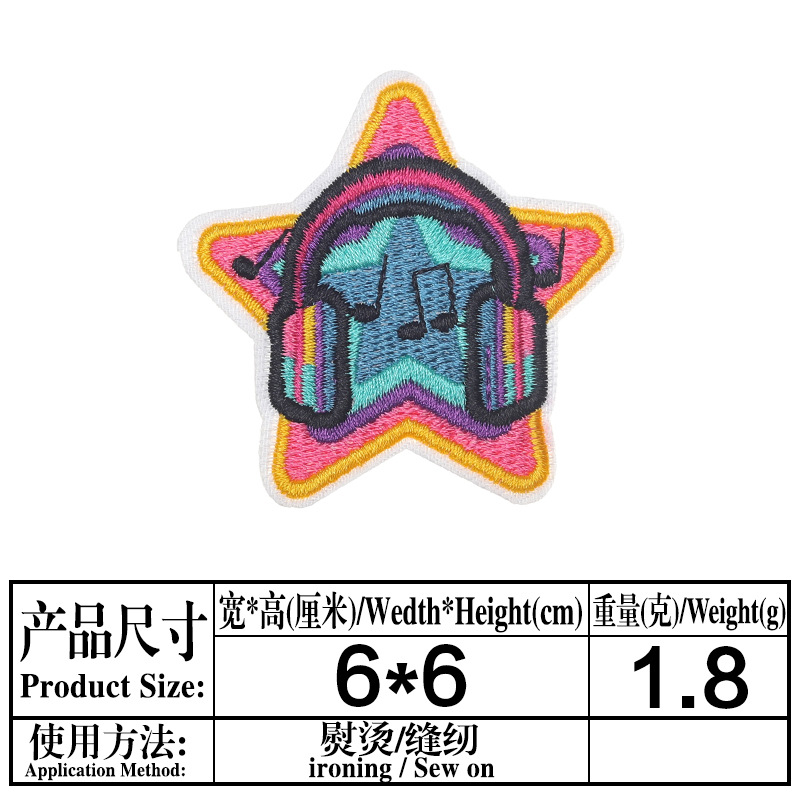 产品尺寸
Product Size:
宽*高(厘米)/Wedth*Height(cm)
重量(克)/Weight(g)
6*6
1.8
使用方法:
Application Method:
熨烫/缝纫
ironing / Sew on